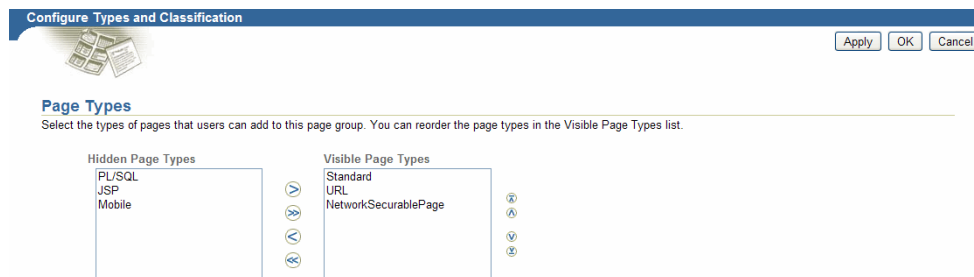 Configure Types and Classification
Apply OK Cancel
Page Types
Select the types of pages that users can add to this page group. You can reorder the page types in the Visible Page Types list.
Hidden Page Types
PL/SQL
JSP
Mobile
Visible Page Types
Standard
URL
NetworkSecurablePage